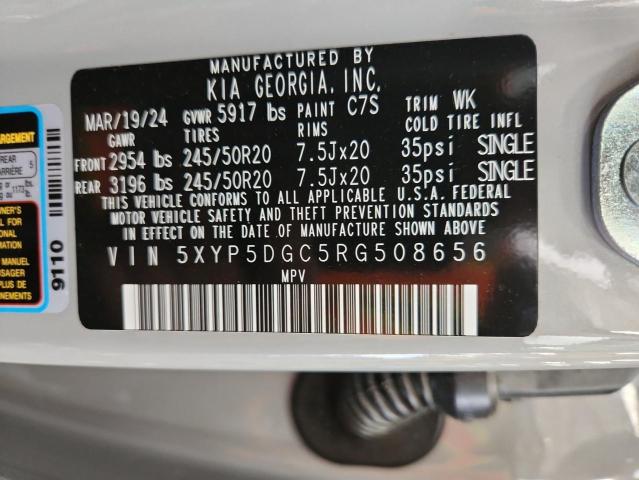 MANUFACTURED BY
KIA GEORGIA, INC.
MAR/19/24 GVWR 5917 lbs PAINT C7S TRIM WK
GAWR TIRES RIMS COLD TIRE INFL
FRONT 2954 lbs 245/50R20 7.5Jx20 35psi SINGLE
REAR 3196 lbs 245/50R20 7.5Jx20 35psi SINGLE
THIS VEHICLE CONFORMS TO ALL APPLICABLE U.S.A. FEDERAL
MOTOR VEHICLE SAFETY AND THEFT PREVENTION STANDARDS
IN EFFECT ON THE DATE OF MANUFACTURE SHOWN ABOVE
VIN 5XYP5DGC5RG508656
MPV
REAR
5
MANUEL
9110